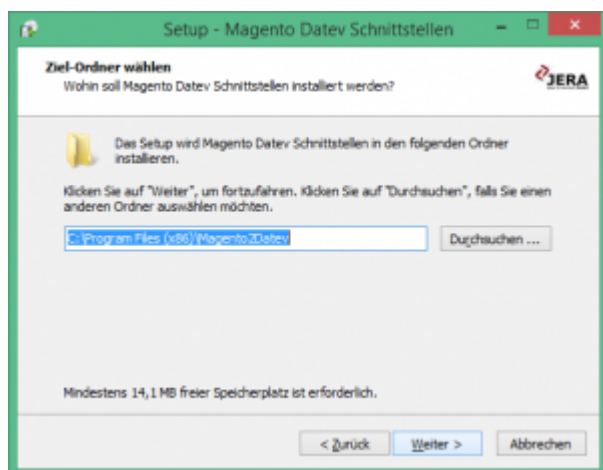 Setup - Magento Datev Schnittstellen
Ziel-Ordner wählen
Wohin soll Magento Datev Schnittstellen installiert werden?
JERA
Das Setup wird Magento Datev Schnittstellen in den folgenden Ordner
installieren.
Klicken Sie auf "Weiter", um fortzufahren. Klicken Sie auf "Durchsuchen", falls Sie einen
anderen Ordner auswählen möchten.
C:\Program Files (x86)\Magento2Datev
Durchsuchen ...
Mindestens 14,1 MB freier Speicherplatz ist erforderlich.
< Zurück
Weiter >
Abbrechen